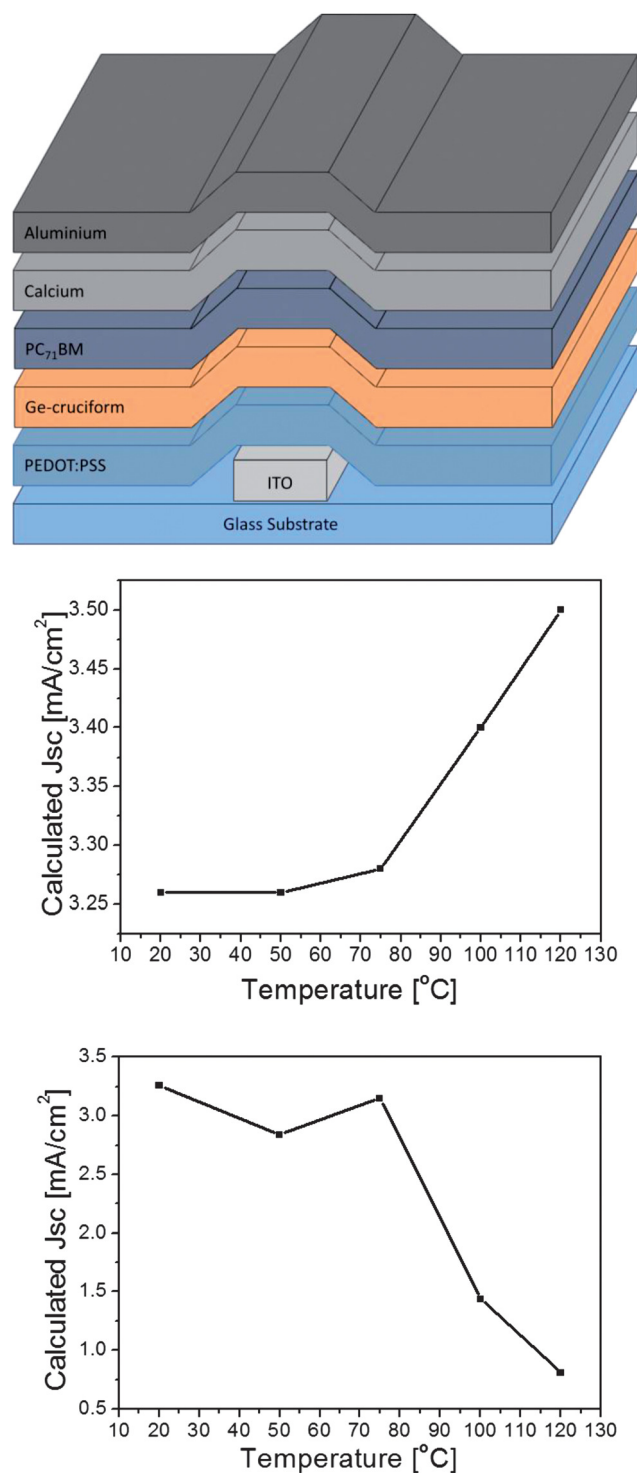 Aluminium
Calcium
PC₇₁BM
Ge-cruciform
PEDOT:PSS
ITO
Glass Substrate
Calculated Jsc [mA/cm²]
3.50
3.45
3.40
3.35
3.30
3.25
10 20 30 40 50 60 70 80 90 100 110 120 130
Temperature [°C]
Calculated Jsc [mA/cm²]
3.5
3.0
2.5
2.0
1.5
1.0
0.5
10 20 30 40 50 60 70 80 90 100 110 120 130
Temperature [°C]